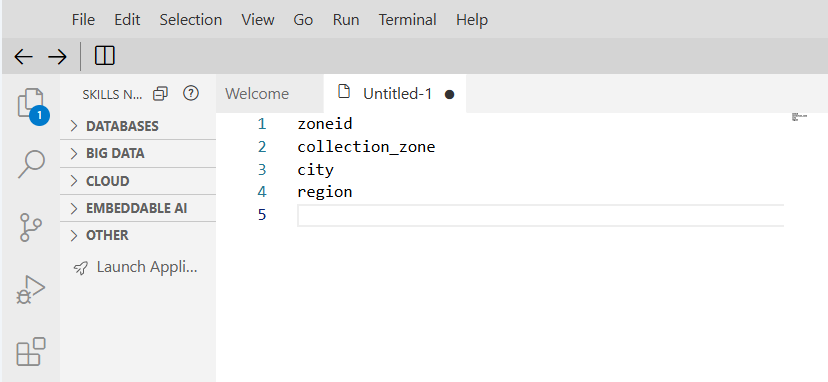 File Edit Selection View Go Run Terminal Help
SKILLS N... ?
Welcome Untitled-1
1
DATABASES
BIG DATA
CLOUD
EMBEDDABLE AI
OTHER
Launch Appli...
1 zoneid
2 collection_zone
3 city
4 region
5